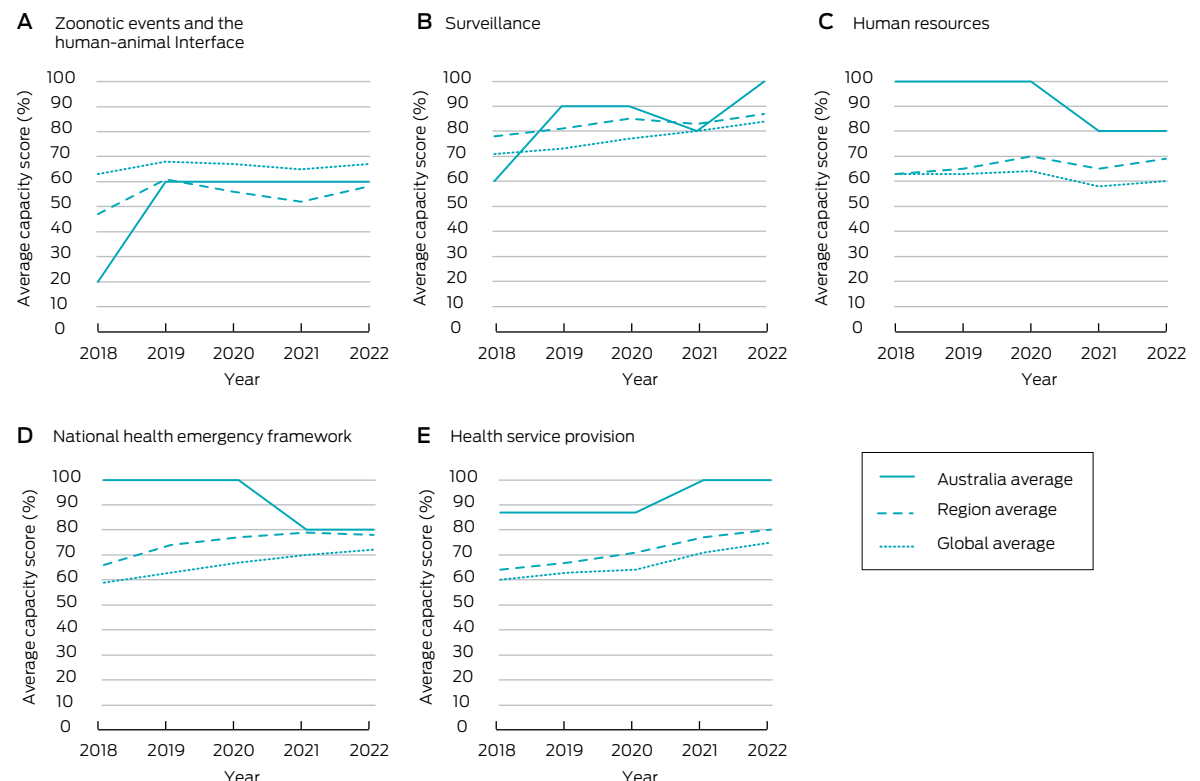 A Zoonotic events and the
human-animal Interface
Average capacity score (%)
100
90
80
70
60
50
40
30
20
10
0
2018 2019 2020 2021 2022
Year
B Surveillance
Average capacity score (%)
100
90
80
70
60
50
40
30
20
10
0
2018 2019 2020 2021 2022
Year
C Human resources
Average capacity score (%)
100
90
80
70
60
50
40
30
20
10
0
2018 2019 2020 2021 2022
Year
D National health emergency framework
Average capacity score (%)
100
90
80
70
60
50
40
30
20
10
0
2018 2019 2020 2021 2022
Year
E Health service provision
Average capacity score (%)
100
90
80
70
60
50
40
30
20
10
0
2018 2019 2020 2021 2022
Year
Australia average
Region average
Global average